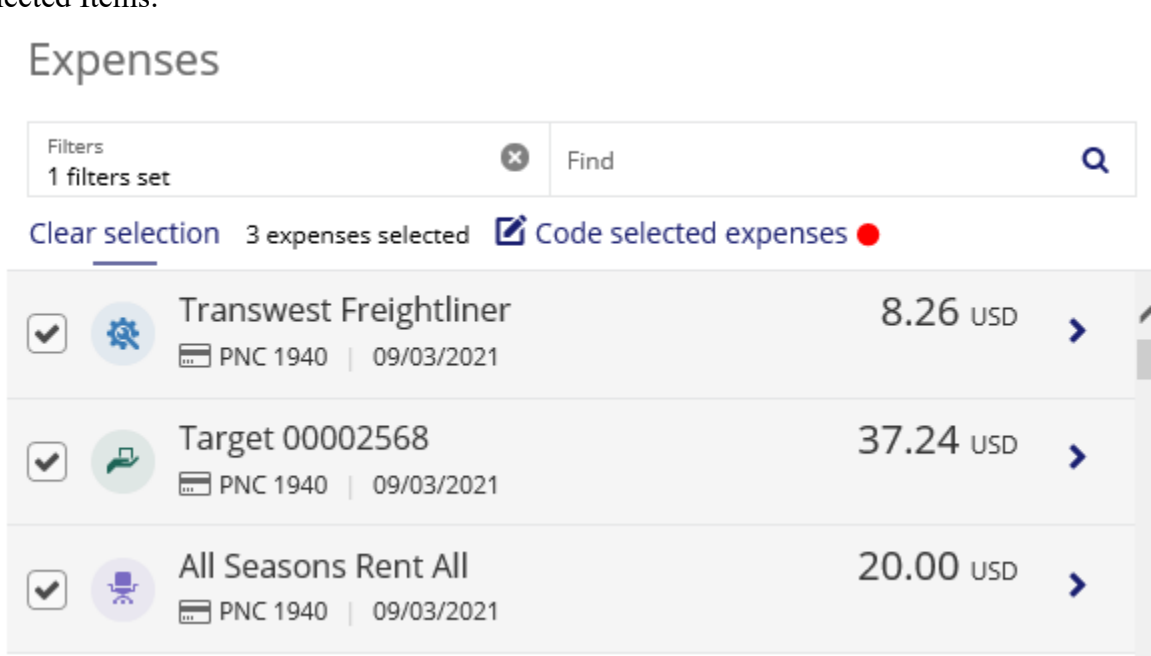 Items.
Expenses
Filters
1 filters set
Find
Clear selection 3 expenses selected Code selected expenses
Transwest Freightliner 8.26 USD
PNC 1940 | 09/03/2021
Target 00002568 37.24 USD
PNC 1940 | 09/03/2021
All Seasons Rent All 20.00 USD
PNC 1940 | 09/03/2021